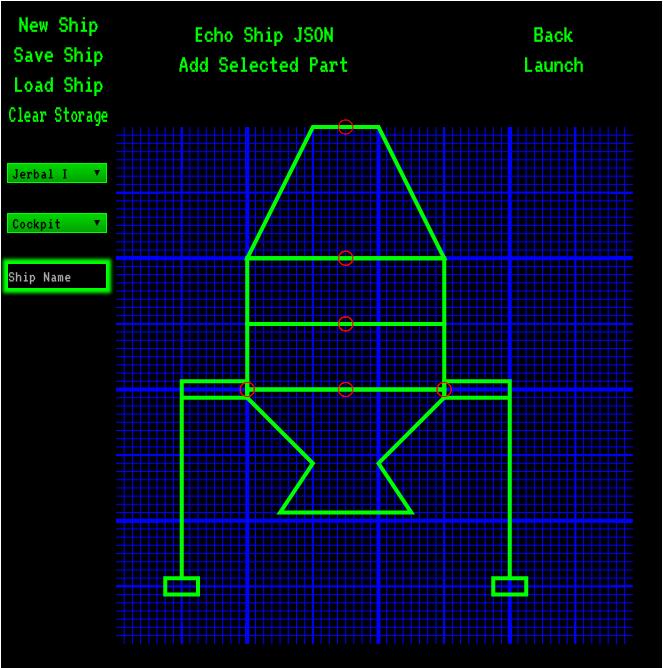 New Ship
Save Ship
Load Ship
Clear Storage
Echo Ship JSON
Add Selected Part
Back
Launch
Jerbal I
Cockpit
Ship Name